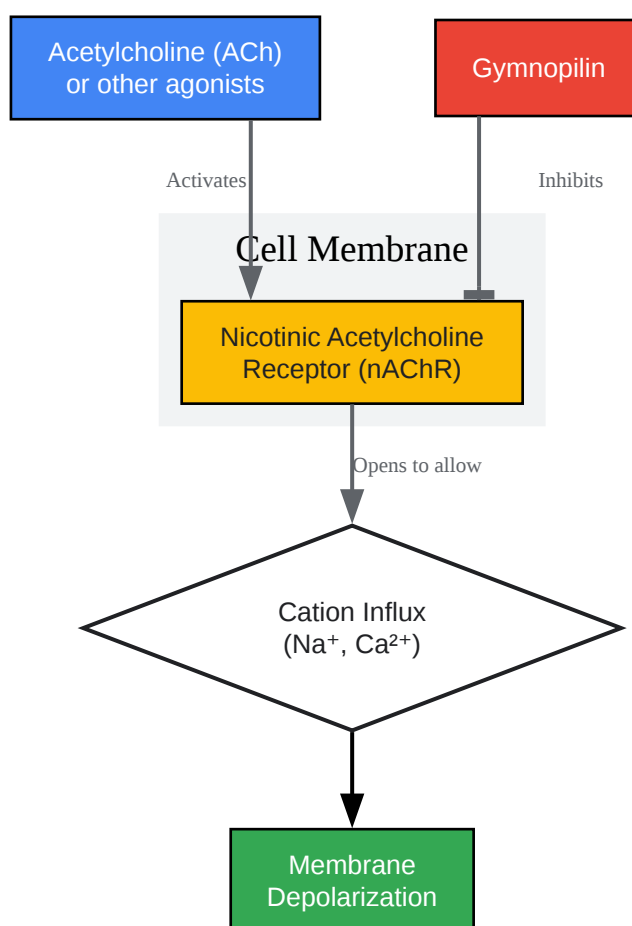 Acetylcholine (ACh)
or other agonists
Gymnopilin
Activates
Inhibits
Cell Membrane
Nicotinic Acetylcholine
Receptor (nAChR)
Opens to allow
Cation Influx
(Na⁺, Ca²⁺)
Membrane
Depolarization